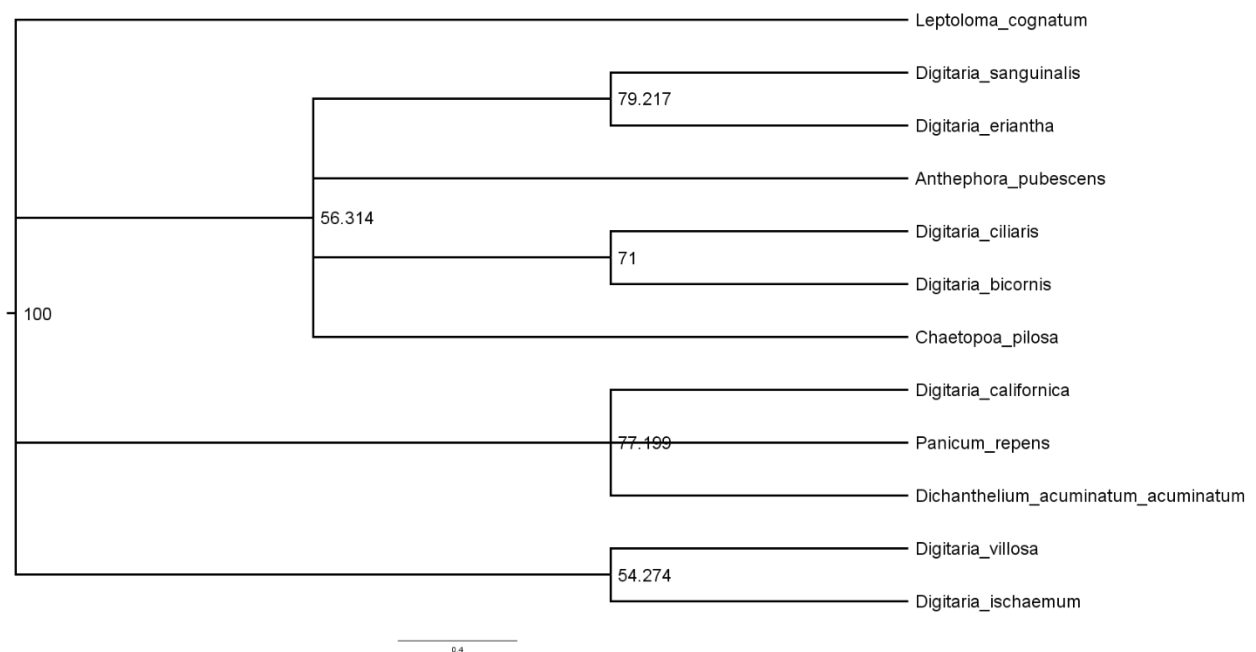 Leptoloma_cognatum
Digitaria_sanguinalis
79.217
Digitaria_eriantha
Anthephora_pubescens
56.314
Digitaria_ciliaris
71
Digitaria_bicornis
100
Chaetopoa_pilosa
Digitaria_californica
77.199
Panicum_repens
Dichanthelium_acuminatum_acuminatum
Digitaria_villosa
54.274
Digitaria_ischaemum
0.4